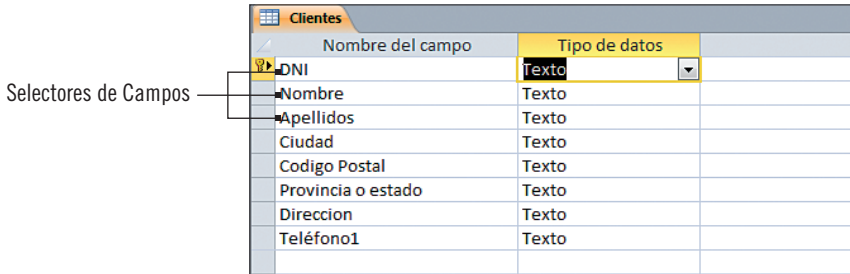 Clientes
Nombre del campo Tipo de datos
DNI Texto
Selectores de Campos
Nombre Texto
Apellidos Texto
Ciudad Texto
Codigo Postal Texto
Provincia o estado Texto
Direccion Texto
Teléfono1 Texto